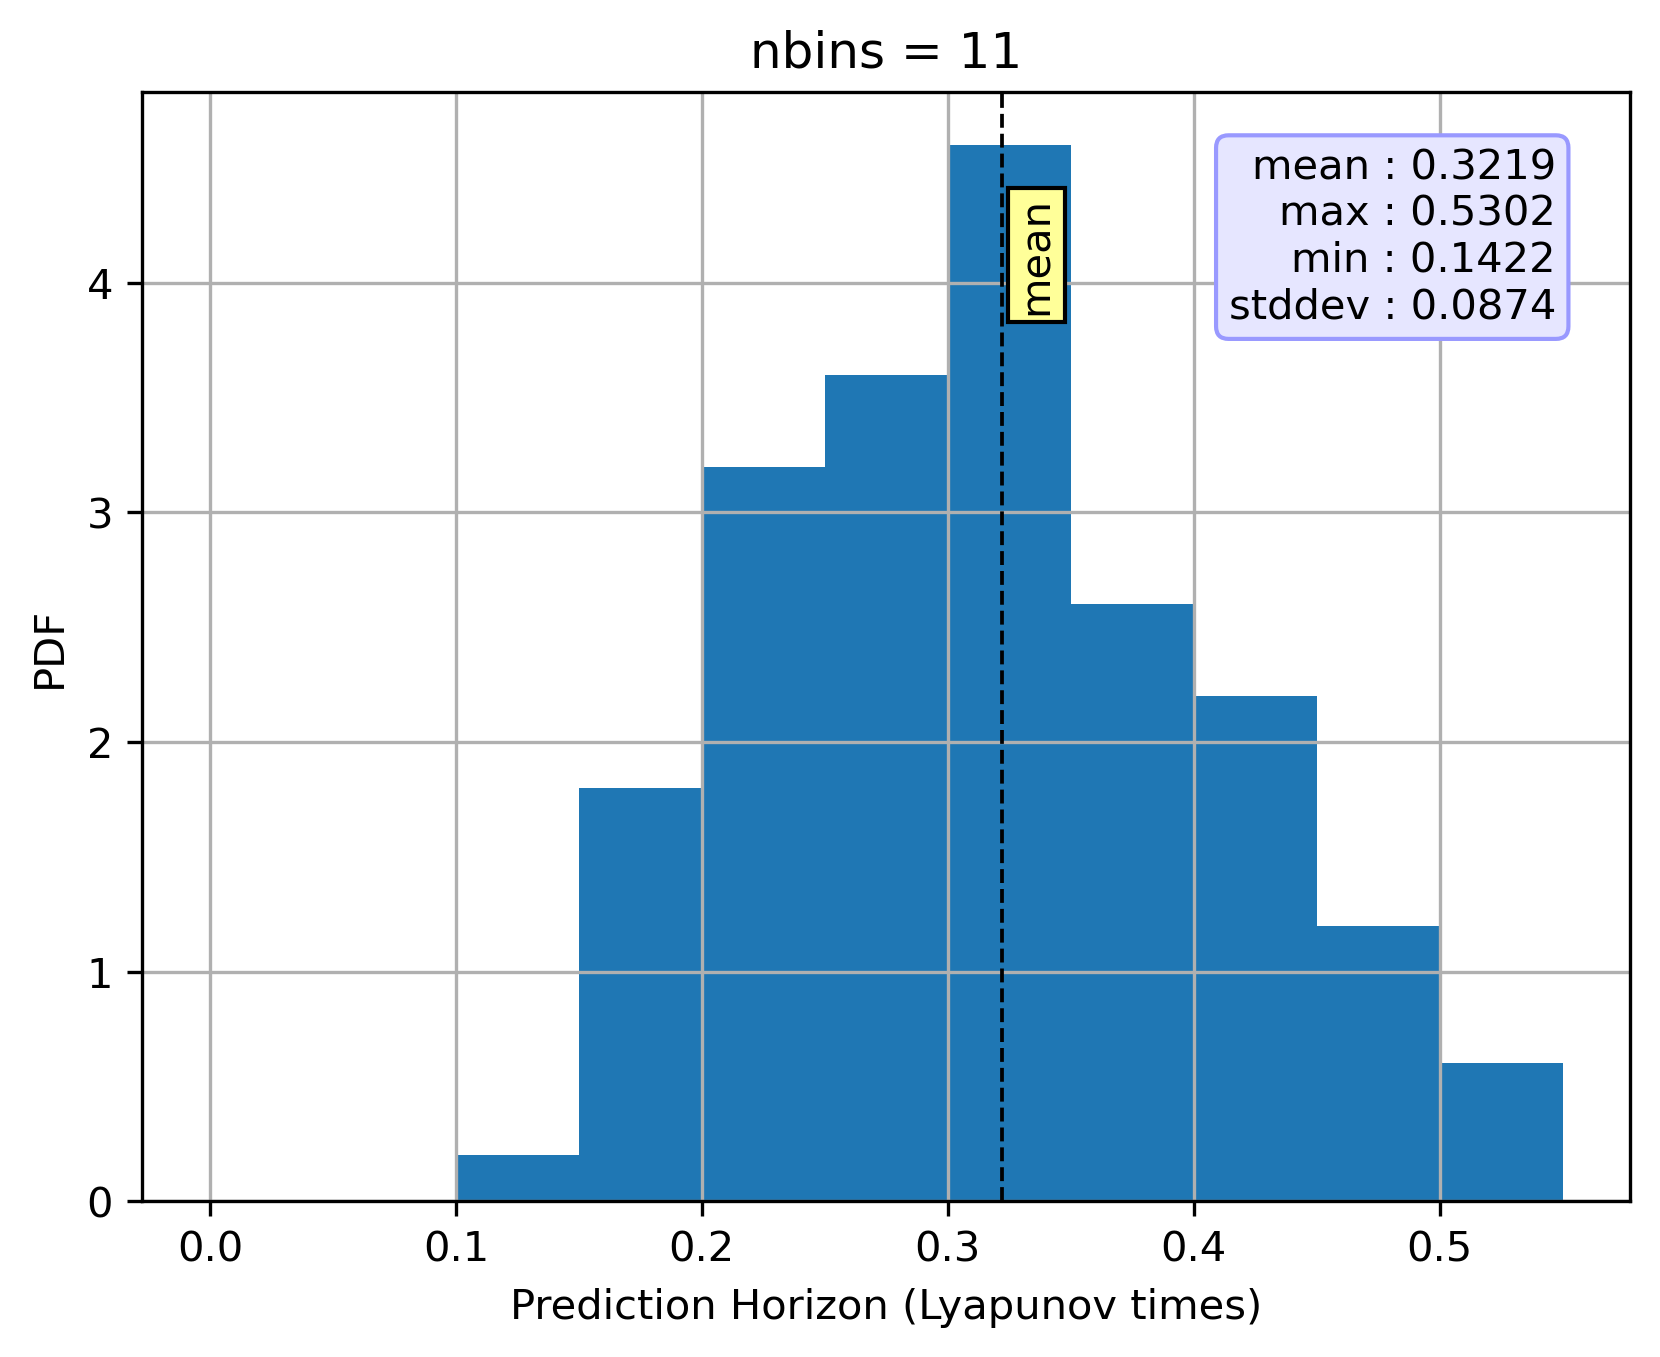 nbins = 11
mean : 0.3219
max : 0.5302
min : 0.1422
stddev : 0.0874
mean
4
3
2
1
0
PDF
0.0 0.1 0.2 0.3 0.4 0.5
Prediction Horizon (Lyapunov times)